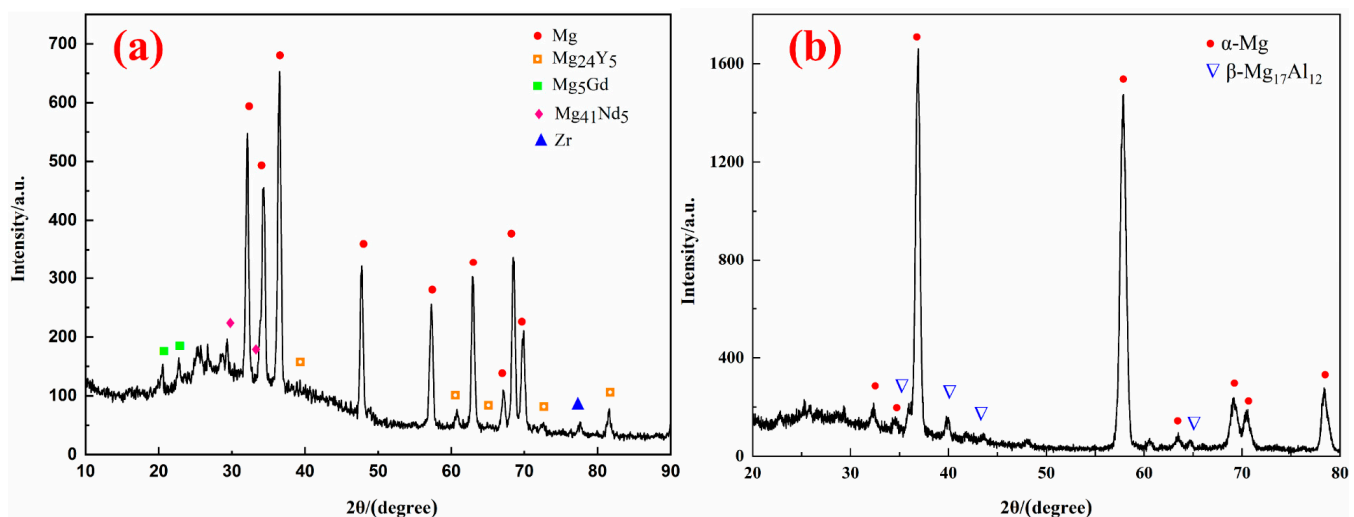 (a)
Mg
Mg24Y5
Mg5Gd
Mg41Nd5
Zr
700
600
500
400
300
200
100
0
10 20 30 40 50 60 70 80 90
Intensity/a.u.
2θ/(degree)
(b)
α-Mg
β-Mg17Al12
1600
1200
800
400
0
20 30 40 50 60 70 80
Intensity/a.u.
2θ/(degree)